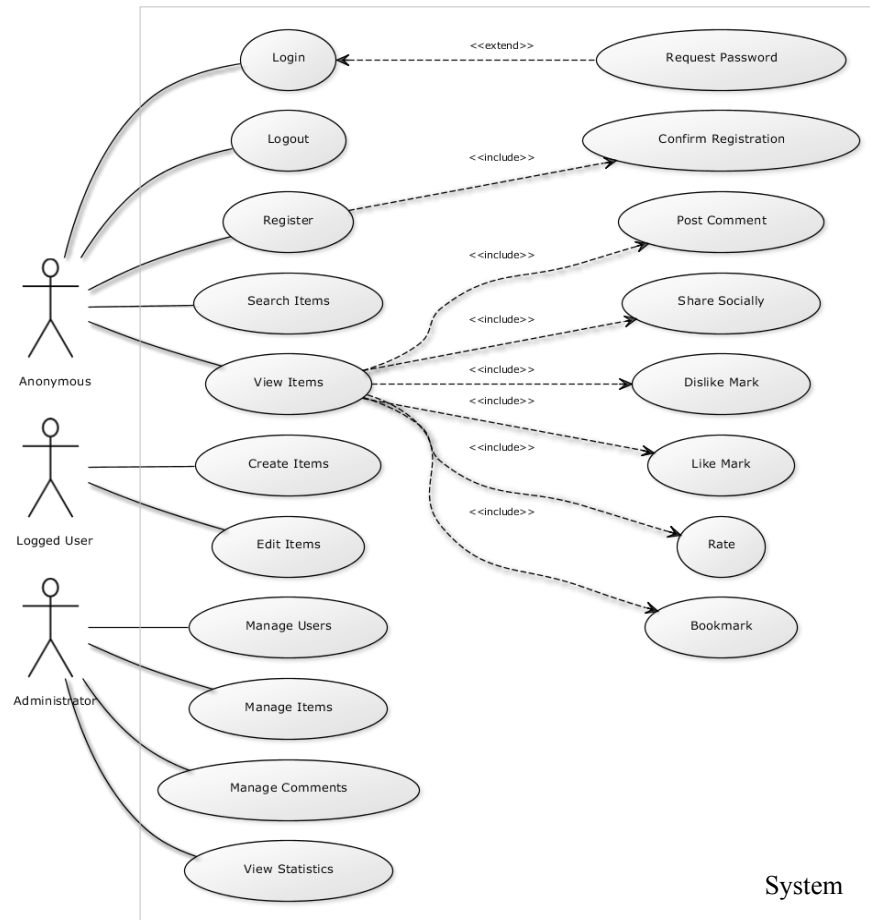 Login
<<extend>>
Request Password
Logout
Confirm Registration
<<include>>
Register
Post Comment
<<include>>
Search Items
Share Socially
<<include>>
Anonymous
View Items
<<include>>
Dislike Mark
<<include>>
Like Mark
<<include>>
Create Items
<<include>>
Logged User
Edit Items
Rate
Manage Users
Bookmark
Administrator
Manage Items
Manage Comments
View Statistics
System